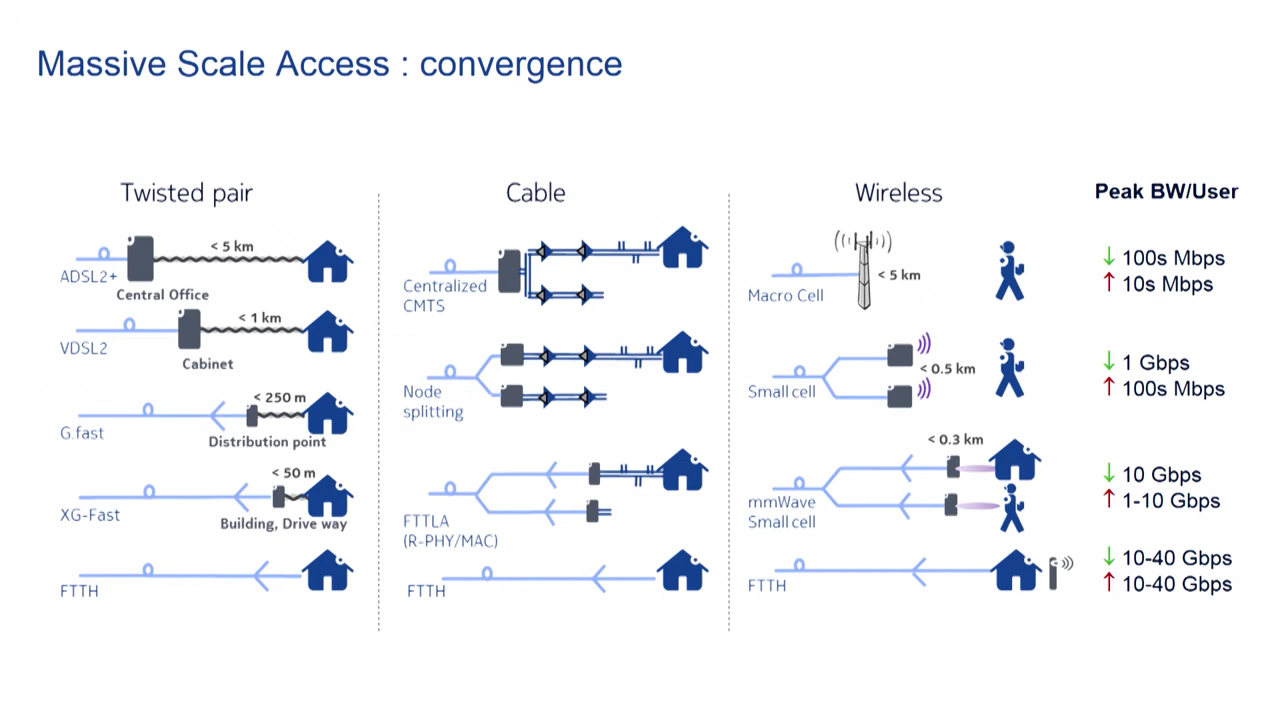 Massive Scale Access : convergence
Twisted pair
< 5 km
ADSL2+
Central Office
< 1 km
VDSL2
Cabinet
< 250 m
G.fast
Distribution point
< 50 m
XG-Fast
Building, Drive way
FTTH
Cable
Centralized
CMTS
Node
splitting
FTTLA
(R-PHY/MAC)
FTTH
Wireless
< 5 km
Macro Cell
< 0.5 km
Small cell
< 0.3 km
mmWave
Small cell
FTTH
Peak BW/User
↓ 100s Mbps
↑ 10s Mbps
↓ 1 Gbps
↑ 100s Mbps
↓ 10 Gbps
↑ 1-10 Gbps
↓ 10-40 Gbps
↑ 10-40 Gbps